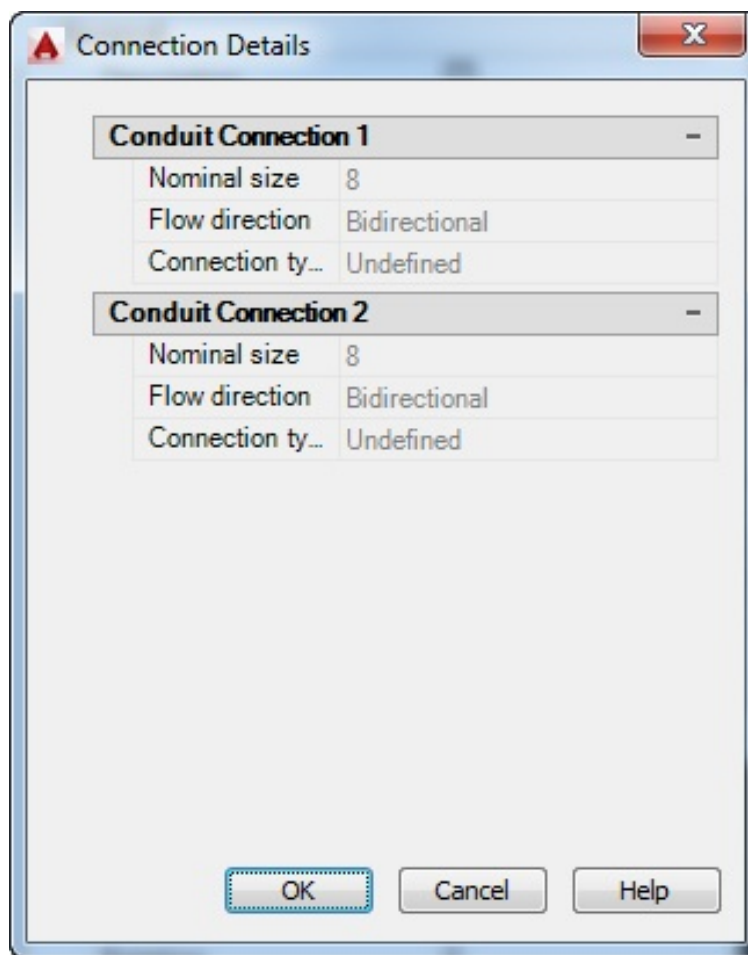 Connection Details
Conduit Connection 1
Nominal size 8
Flow direction Bidirectional
Connection ty... Undefined
Conduit Connection 2
Nominal size 8
Flow direction Bidirectional
Connection ty... Undefined
OK Cancel Help